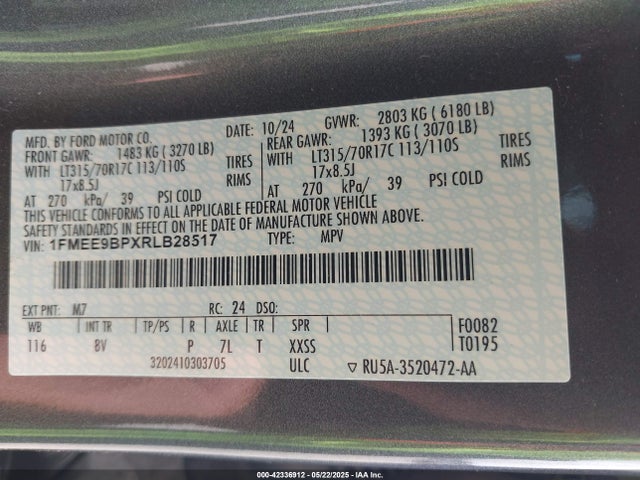 MFD. BY FORD MOTOR CO. DATE: 10/24 GVWR: 2803 KG ( 6180 LB)
FRONT GAWR: 1483 KG ( 3270 LB) REAR GAWR: 1393 KG ( 3070 LB)
WITH LT315/70R17C 113/110S TIRES WITH LT315/70R17C 113/110S TIRES
17x8.5J RIMS 17x8.5J RIMS
AT 270 kPa/ 39 PSI COLD AT 270 kPa/ 39 PSI COLD
THIS VEHICLE CONFORMS TO ALL APPLICABLE FEDERAL MOTOR VEHICLE
SAFETY STANDARDS IN EFFECT ON THE DATE OF MANUFACTURE SHOWN ABOVE.
VIN: 1FMEE9BPXRLB28517 TYPE: MPV
EXT PNT: M7 RC: 24 DSO:
WB INT TR TP/PS R AXLE TR SPR F0082
116 8V P 7L T XXSS T0195
3202410303705 ULC ▽ RU5A-3520472-AA
000-42336912 - 05/22/2025 - IAA Inc.